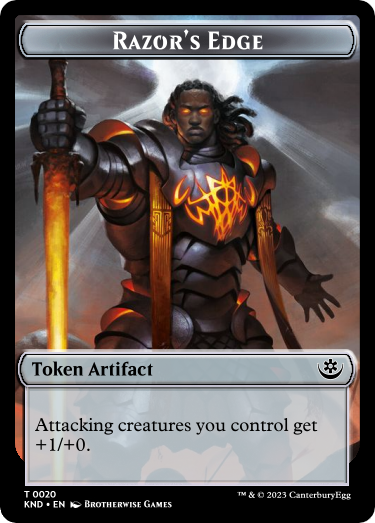 Razor's Edge
Token Artifact
Attacking creatures you control get
+1/+0.
T 0020
KND • EN Brotherwise Games
™ & © 2023 CanterburyEgg